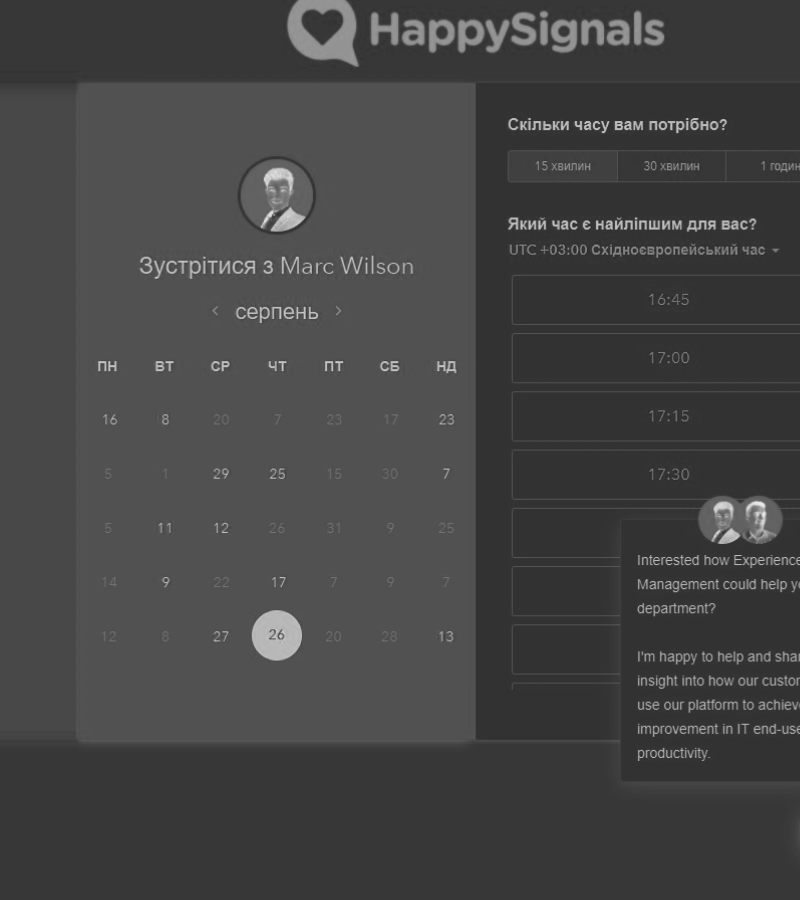 HappySignals
Зустрітися з Marc Wilson
серпень
ПН ВТ СР ЧТ ПТ СБ НД
16 8 20 7 23 17 23
5 1 29 25 15 30 7
5 11 12 26 31 9 25
14 9 22 17 7 9 7
12 8 27 26 20 28 13
Скільки часу вам потрібно?
15 хвилин 30 хвилин 1 годин
Який час є найліпшим для вас?
UTC +03:00 Східноєвропейський час
16:45
17:00
17:15
17:30
Interested how Experience
Management could help yo
department?
I'm happy to help and shar
insight into how our custom
use our platform to achieve
improvement in IT end-use
productivity.